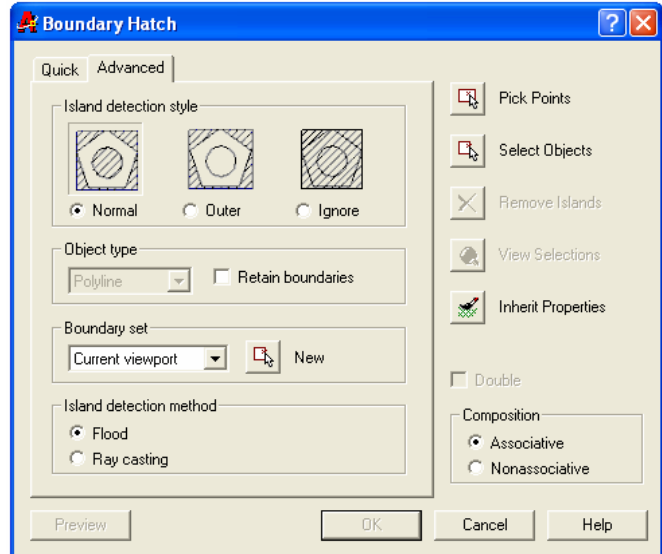 Boundary Hatch
Quick Advanced
Island detection style
Normal Outer Ignore
Object type
Polyline Retain boundaries
Boundary set
Current viewport New
Island detection method
Flood
Ray casting
Pick Points
Select Objects
Remove Islands
View Selections
Inherit Properties
Double
Composition
Associative
Nonassociative
Preview OK Cancel Help